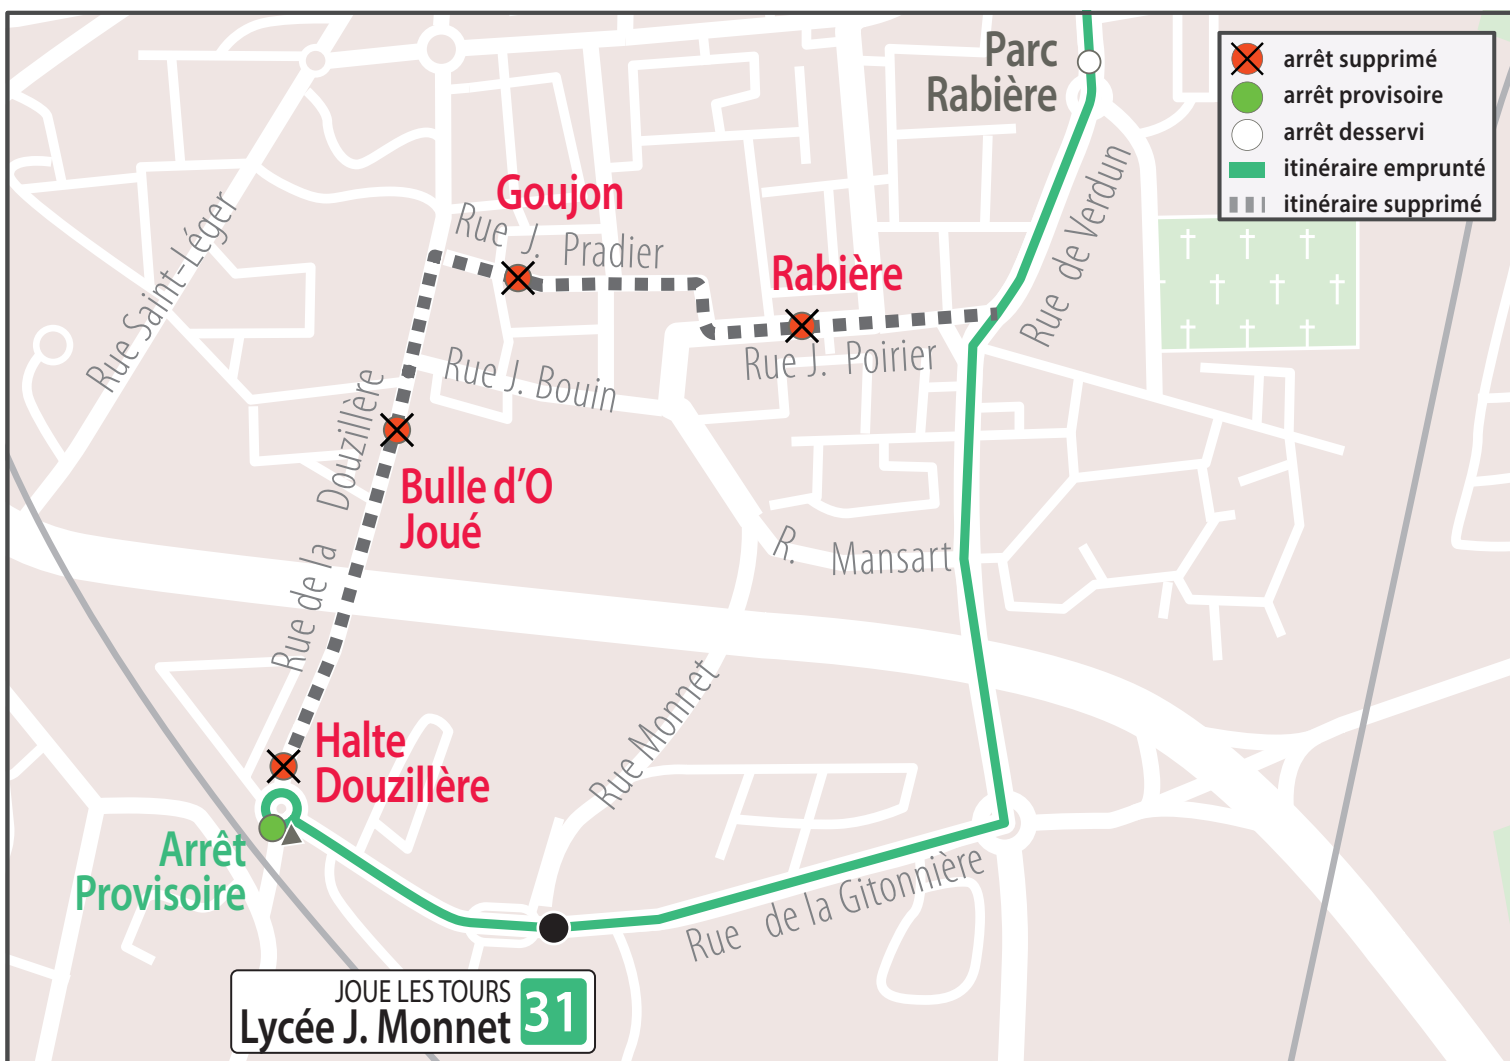 Parc
Rabière
arrêt supprimé
arrêt provisoire
arrêt desservi
itinéraire emprunté
itinéraire supprimé
Goujon
Rue J. Pradier
Rabière
Rue J. Poirier
Rue de Verdun
Rue Saint-Léger
Rue J. Bouin
Rue de la Douzillère
Bulle d'O
Joué
R. Mansart
Rue Monnet
Halte
Douzillère
Arrêt
Provisoire
Rue de la Gitonnière
JOUE LES TOURS
Lycée J. Monnet
31